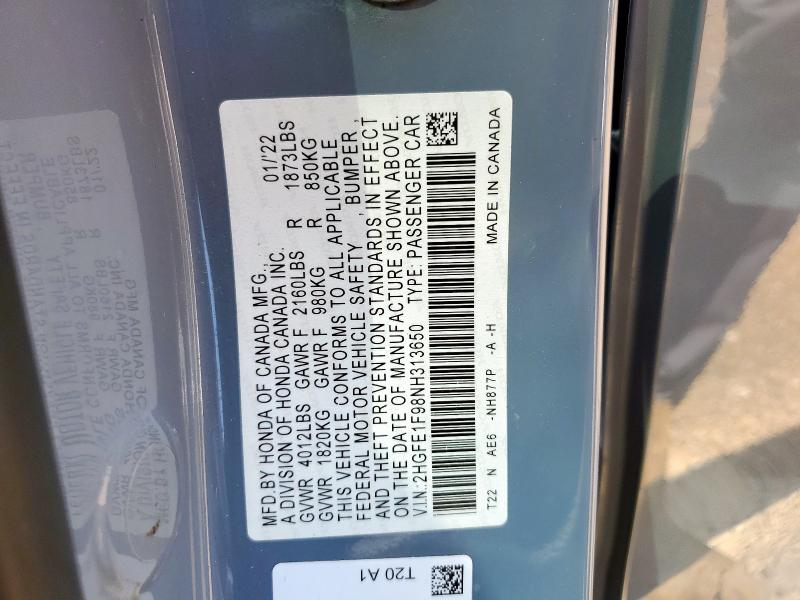 MFD.BY HONDA OF CANADA MFG., 01/'22
A DIVISION OF HONDA CANADA INC.
GVWR 4012LBS GAWR F 2160LBS R 1873LBS
GVWR 1820KG GAWR F 980KG R 850KG
THIS VEHICLE CONFORMS TO ALL APPLICABLE
FEDERAL MOTOR VEHICLE SAFETY , BUMPER ,
AND THEFT PREVENTION STANDARDS IN EFFECT
ON THE DATE OF MANUFACTURE SHOWN ABOVE.
V.I.N.:2HGFE1F98NH313650 TYPE:PASSENGER CAR
T22 N AE6 -NH877P -A -H MADE IN CANADA
T20 A1